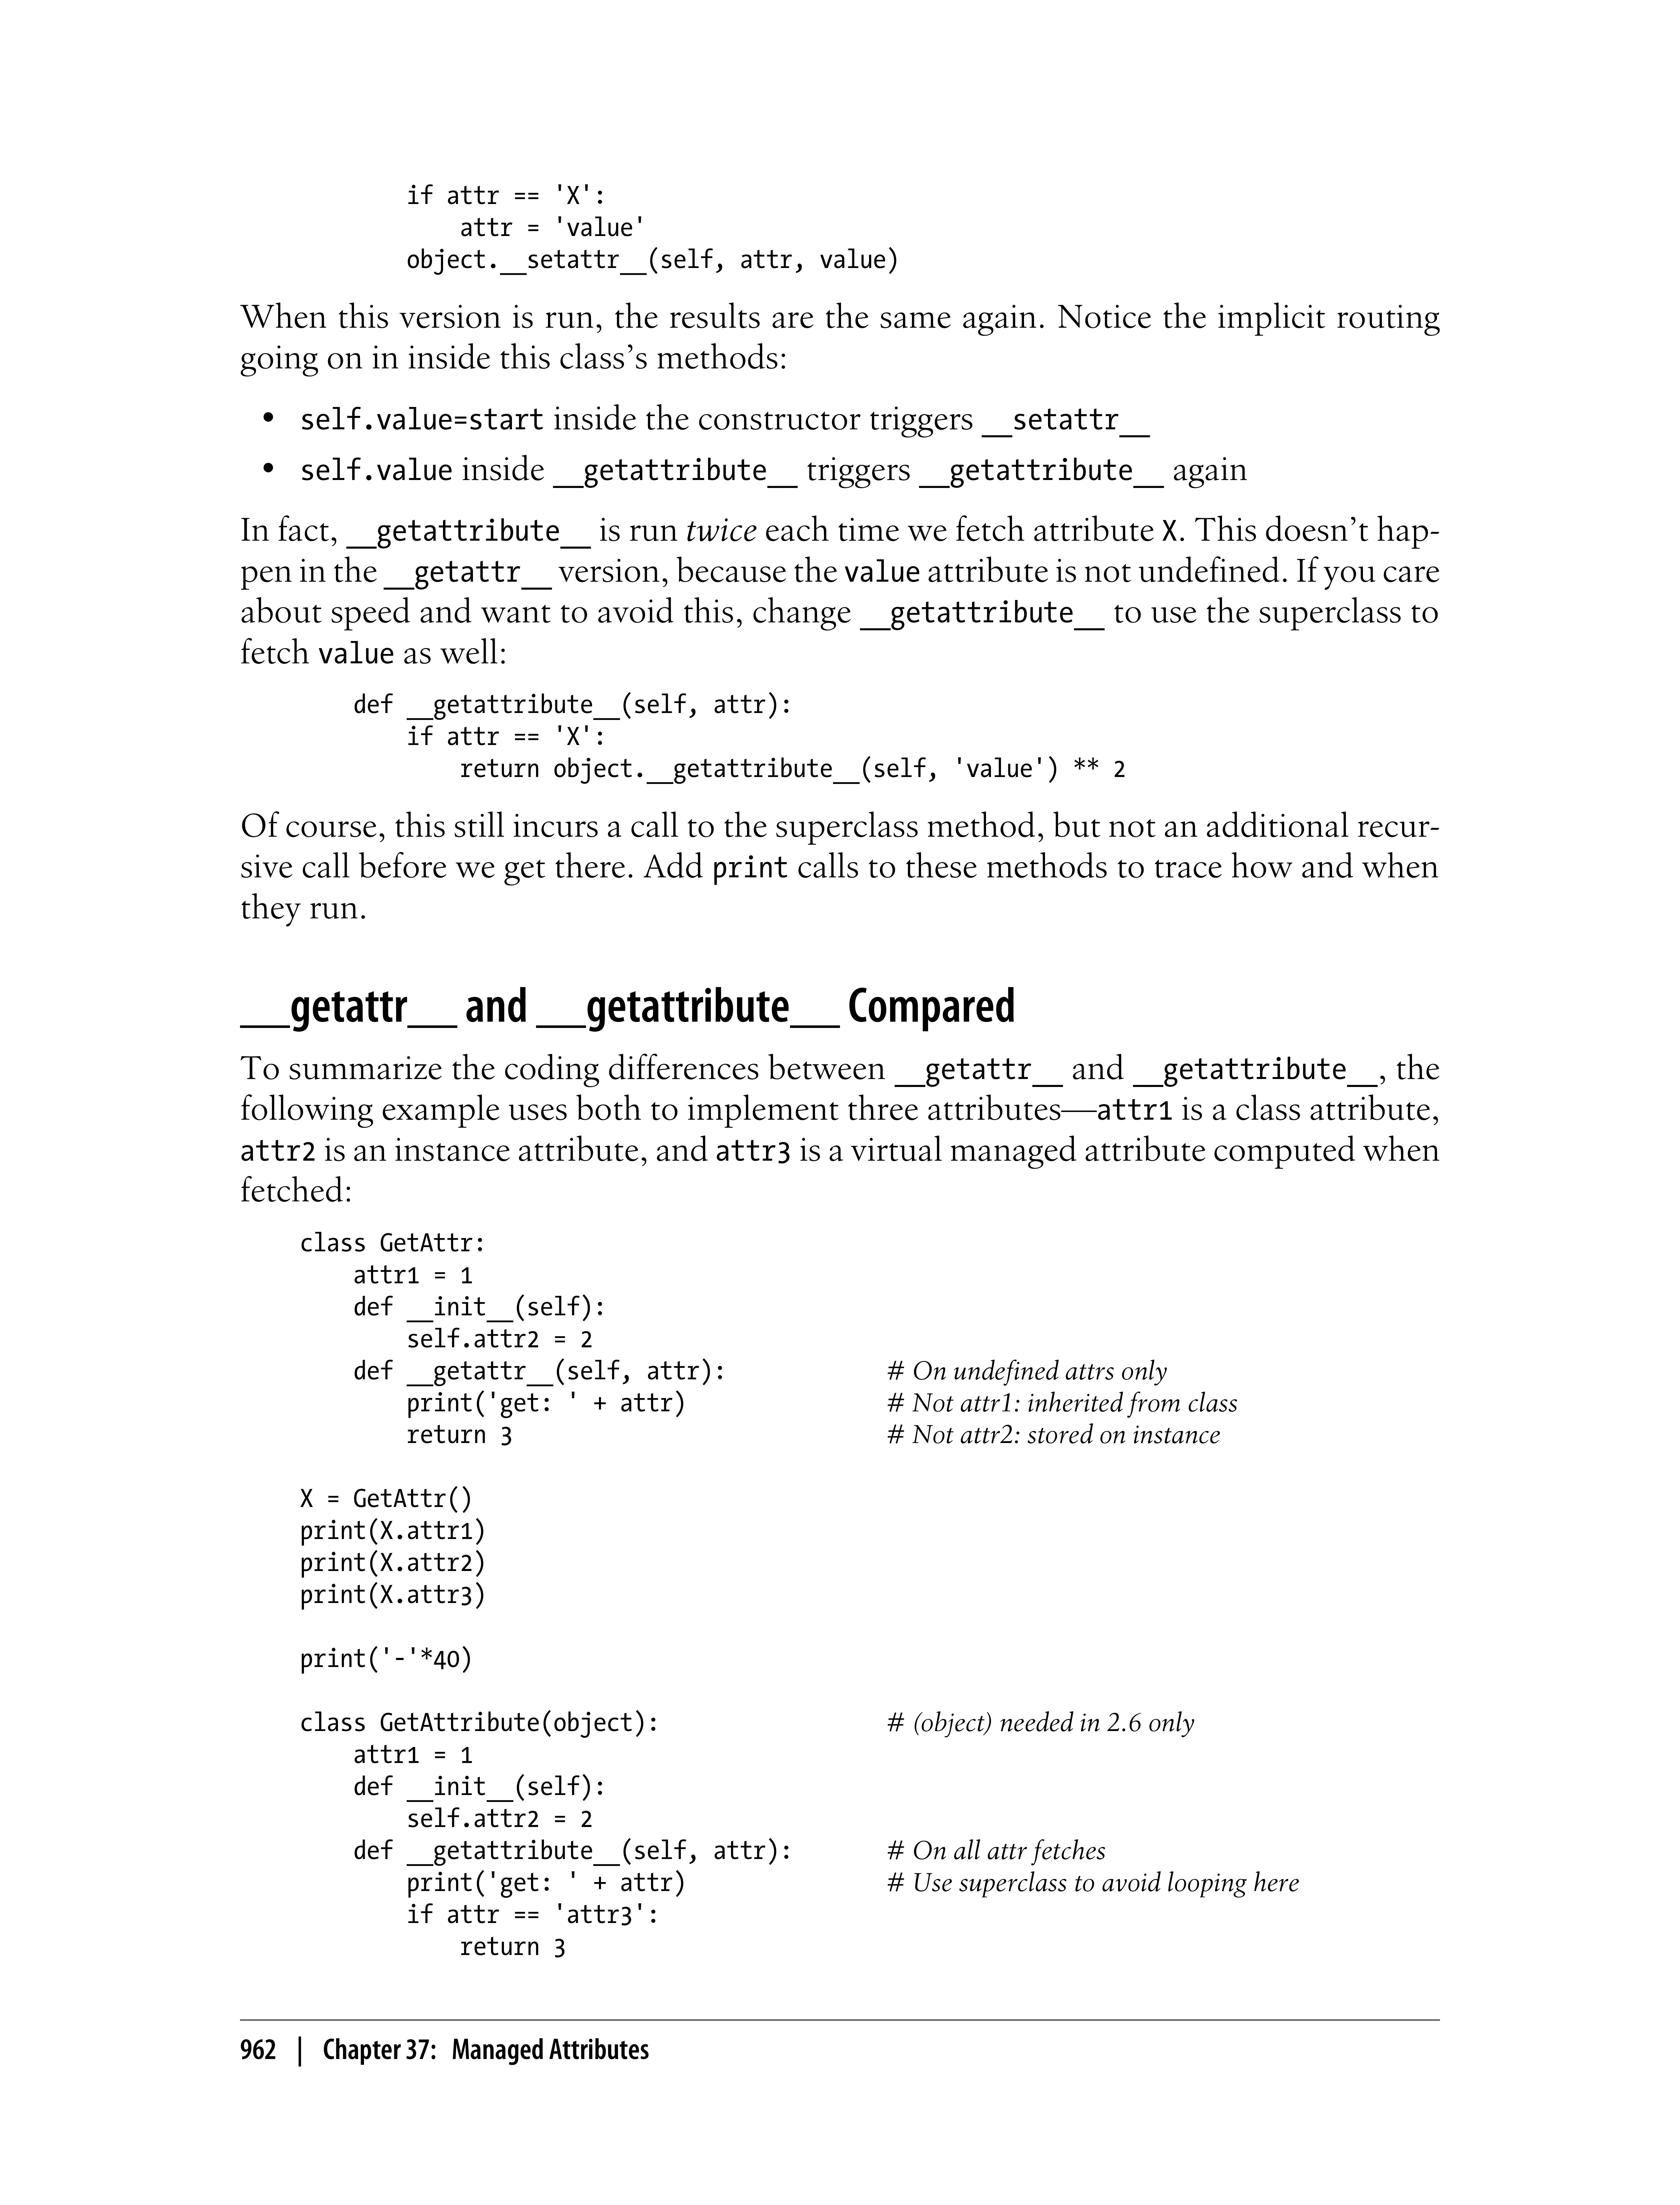 if attr == 'X':
attr = 'value'
object.__setattr__(self, attr, value)
When this version is run, the results are the same again. Notice the implicit routing
going on in inside this class’s methods:
• self.value=start inside the constructor triggers __setattr__
• self.value inside __getattribute__ triggers __getattribute__ again
In fact, __getattribute__ is run twice each time we fetch attribute X. This doesn’t hap-
pen in the __getattr__ version, because the value attribute is not undefined. If you care
about speed and want to avoid this, change __getattribute__ to use the superclass to
fetch value as well:
def __getattribute__(self, attr):
if attr == 'X':
return object.__getattribute__(self, 'value') ** 2
Of course, this still incurs a call to the superclass method, but not an additional recur-
sive call before we get there. Add print calls to these methods to trace how and when
they run.
__getattr__ and __getattribute__ Compared
To summarize the coding differences between __getattr__ and __getattribute__, the
following example uses both to implement three attributes—attr1 is a class attribute,
attr2 is an instance attribute, and attr3 is a virtual managed attribute computed when
fetched:
class GetAttr:
attr1 = 1
def __init__(self):
self.attr2 = 2
def __getattr__(self, attr): # On undefined attrs only
print('get: ' + attr) # Not attr1: inherited from class
return 3 # Not attr2: stored on instance
X = GetAttr()
print(X.attr1)
print(X.attr2)
print(X.attr3)
print('-'*40)
class GetAttribute(object): # (object) needed in 2.6 only
attr1 = 1
def __init__(self):
self.attr2 = 2
def __getattribute__(self, attr): # On all attr fetches
print('get: ' + attr) # Use superclass to avoid looping here
if attr == 'attr3':
return 3
962 | Chapter 37: Managed Attributes